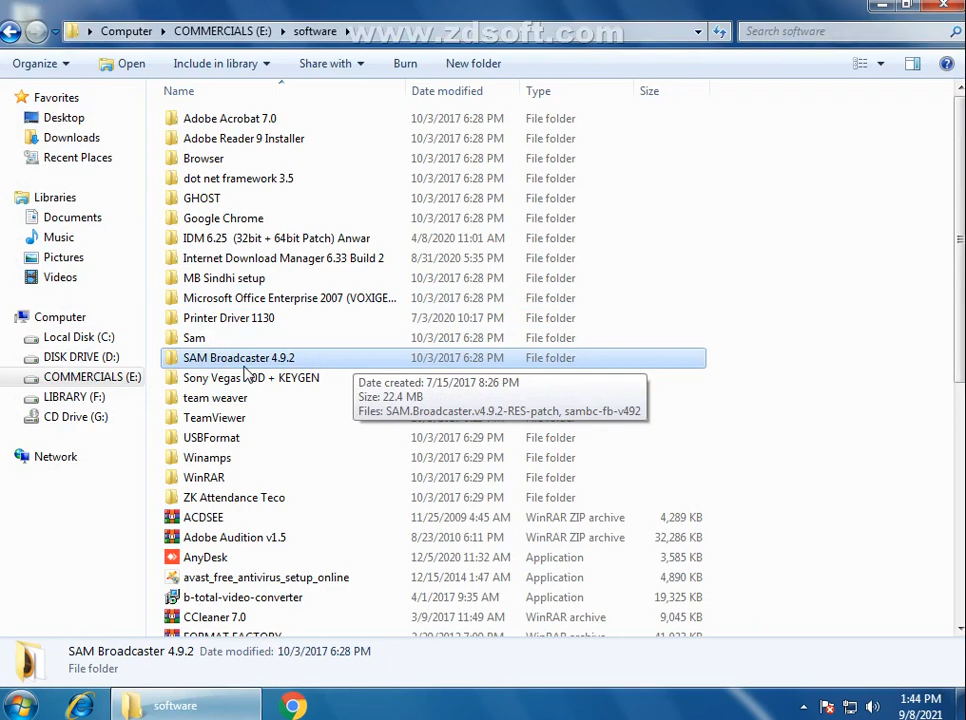 Computer COMMERCIALS (E:) software
www.zdsoft.com
Search software
Organize Open Include in library Share with Burn New folder
Name Date modified Type Size
Favorites
Desktop
Downloads
Recent Places
Libraries
Documents
Music
Pictures
Videos
Computer
Local Disk (C:)
DISK DRIVE (D:)
COMMERCIALS (E:)
LIBRARY (F:)
CD Drive (G:)
Network
Adobe Acrobat 7.0 10/3/2017 6:28 PM File folder
Adobe Reader 9 Installer 10/3/2017 6:28 PM File folder
Browser 10/3/2017 6:28 PM File folder
dot net framework 3.5 10/3/2017 6:28 PM File folder
GHOST 10/3/2017 6:28 PM File folder
Google Chrome 10/3/2017 6:28 PM File folder
IDM 6.25 (32bit + 64bit Patch) Anwar 4/8/2020 11:01 AM File folder
Internet Download Manager 6.33 Build 2 8/31/2020 5:35 PM File folder
MB Sindhi setup 10/3/2017 6:28 PM File folder
Microsoft Office Enterprise 2007 (VOXIGE... 10/3/2017 6:28 PM File folder
Printer Driver 1130 7/3/2020 10:17 PM File folder
Sam 10/3/2017 6:28 PM File folder
SAM Broadcaster 4.9.2 10/3/2017 6:28 PM File folder
Sony Vegas OD + KEYGEN
Date created: 7/15/2017 8:26 PM
Size: 22.4 MB
Files: SAM.Broadcaster.v4.9.2-RES-patch, sambc-fb-v492
team weaver
TeamViewer File folder
USBFormat 10/3/2017 6:29 PM File folder
Winamps 10/3/2017 6:29 PM File folder
WinRAR 10/3/2017 6:29 PM File folder
ZK Attendance Teco 10/3/2017 6:29 PM File folder
ACDSEE 11/25/2009 4:45 AM WinRAR ZIP archive 4,289 KB
Adobe Audition v1.5 8/23/2010 6:11 PM WinRAR ZIP archive 32,286 KB
AnyDesk 12/5/2020 11:32 AM Application 3,585 KB
avast_free_antivirus_setup_online 12/15/2014 1:47 AM Application 4,890 KB
b-total-video-converter 4/1/2017 9:35 AM Application 19,325 KB
CCleaner 7.0 3/9/2017 11:49 AM WinRAR archive 9,045 KB
FORMAT FACTORY
SAM Broadcaster 4.9.2 Date modified: 10/3/2017 6:28 PM
File folder
software
1:44 PM
9/8/2021